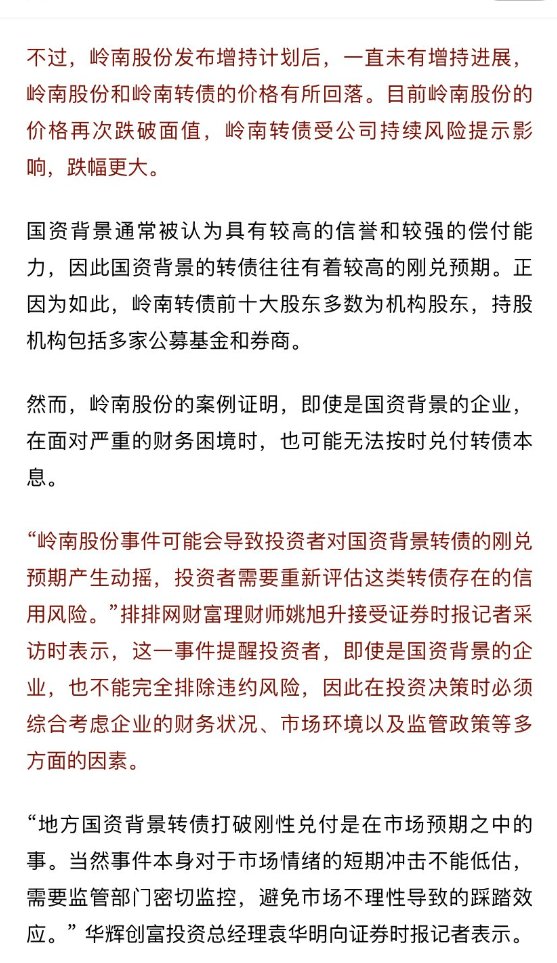 不过，岭南股份发布增持计划后，一直未有增持进展，
岭南股份和岭南转债的价格有所回落。目前岭南股份的
价格再次跌破面值，岭南转债受公司持续风险提示影
响，跌幅更大。
国资背景通常被认为具有较高的信誉和较强的偿付能
力，因此国资背景的转债往往有着较高的刚兑预期。正
因为如此，岭南转债前十大股东多数为机构股东，持股
机构包括多家公募基金和券商。
然而，岭南股份的案例证明，即使是国资背景的企业，
在面对严重的财务困境时，也可能无法按时兑付转债本
息。
“岭南股份事件可能会导致投资者对国资背景转债的刚兑
预期产生动摇，投资者需要重新评估这类转债存在的信
用风险。”排排网财富理财师姚旭升接受证券时报记者采
访时表示，这一事件提醒投资者，即使是国资背景的企
业，也不能完全排除违约风险，因此在投资决策时必须
综合考虑企业的财务状况、市场环境以及监管政策等多
方面的因素。
“地方国资背景转债打破刚性兑付是在市场预期之中的
事。当然事件本身对于市场情绪的短期冲击不能低估，
需要监管部门密切监控，避免市场不理性导致的踩踏效
应。” 华辉创富投资总经理袁华明向证券时报记者表示。